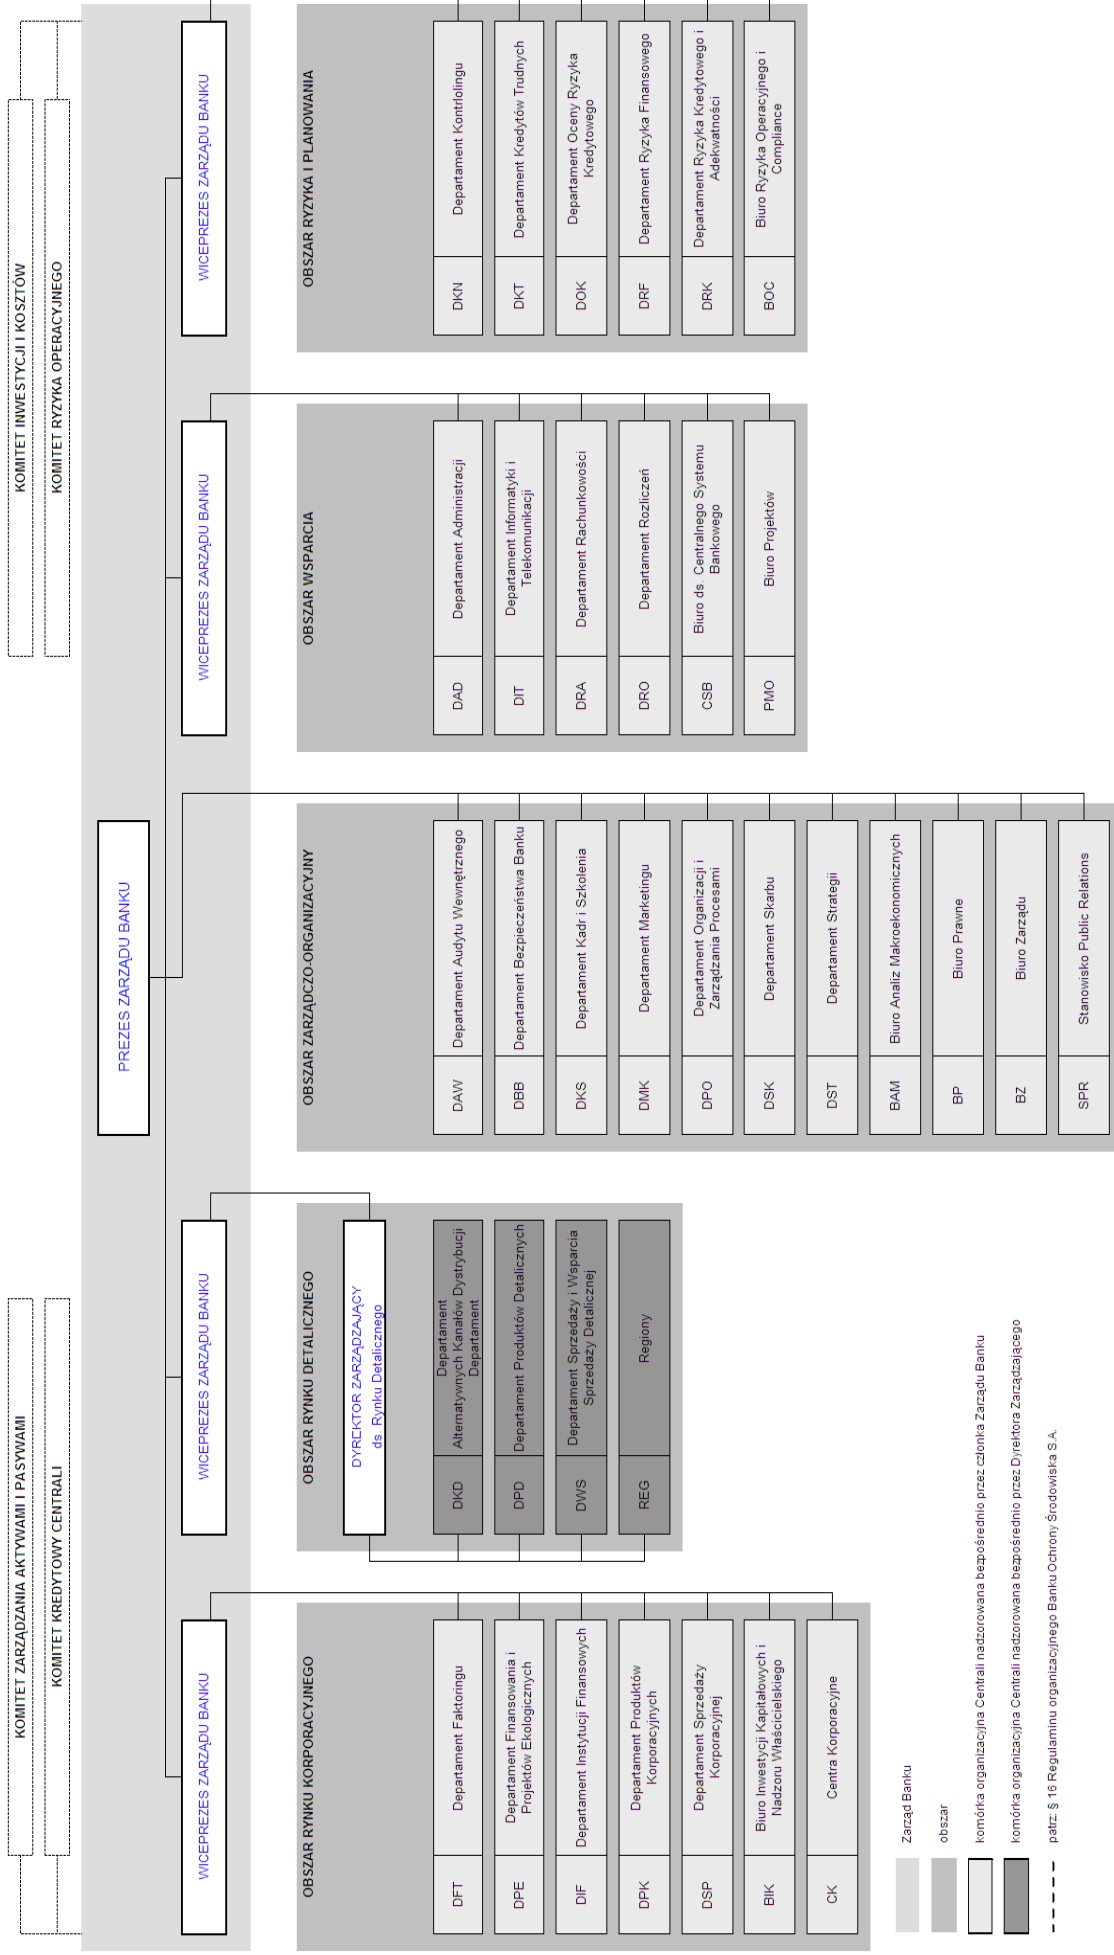 KOMITET ZARZĄDZANIA AKTYWAMI I PASYWAMI
KOMITET KREDYTOWY CENTRALI
KOMITET INWESTYCJI I KOSZTÓW
KOMITET RYZYKA OPERACYJNEGO
PREZES ZARZĄDU BANKU
WICEPREZES ZARZĄDU BANKU
WICEPREZES ZARZĄDU BANKU
WICEPREZES ZARZĄDU BANKU
WICEPREZES ZARZĄDU BANKU
OBSZAR RYNKU KORPORACYJNEGO
DFT
Departament Faktoringu
DPE
Departament Finansowania i
Projektów Ekologicznych
DIF
Departament Instytucji Finansowych
DPK
Departament Produktów
Korporacyjnych
DSP
Departament Sprzedaży
Korporacyjnej
BIK
Biuro Inwestycji Kapitałowych i
Nadzoru Właścicielskiego
CK
Centra Korporacyjne
OBSZAR RYNKU DETALICZNEGO
DYREKTOR ZARZĄDZAJĄCY
ds. Rynku Detalicznego
DKD
Departament
Alternatywnych Kanałów Dystrybucji
Departament
DPD
Departament Produktów Detalicznych
DWS
Departament Sprzedaży i Wsparcia
Sprzedaży Detalicznej
REG
Regiony
OBSZAR ZARZĄDCZO-ORGANIZACYJNY
DAW
Departament Audytu Wewnętrznego
DBB
Departament Bezpieczeństwa Banku
DKS
Departament Kadr i Szkolenia
DMK
Departament Marketingu
DPO
Departament Organizacji i
Zarządzania Procesami
DSK
Departament Skarbu
DST
Departament Strategii
BAM
Biuro Analiz Makroekonomicznych
BP
Biuro Prawne
BZ
Biuro Zarządu
SPR
Stanowisko Public Relations
OBSZAR WSPARCIA
DAD
Departament Administracji
DIT
Departament Informatyki i
Telekomunikacji
DRA
Departament Rachunkowości
DRO
Departament Rozliczeń
CSB
Biuro ds. Centralnego Systemu
Bankowego
PMO
Biuro Projektów
OBSZAR RYZYKA I PLANOWANIA
DKN
Departament Kontrlolingu
DKT
Departament Kredytów Trudnych
DOK
Departament Oceny Ryzyka
Kredytowego
DRF
Departament Ryzyka Finansowego
DRK
Departament Ryzyka Kredytowego i
Adekwatności
BOC
Biuro Ryzyka Operacyjnego i
Compliance
Zarząd Banku
obszar
komórka organizacyjna Centrali nadzorowana bezpośrednio przez członka Zarządu Banku
komórka organizacyjna Centrali nadzorowana bezpośrednio przez Dyrektora Zarządzającego
patrz: § 16 Regulaminu organizacyjnego Banku Ochrony Środowiska S.A.